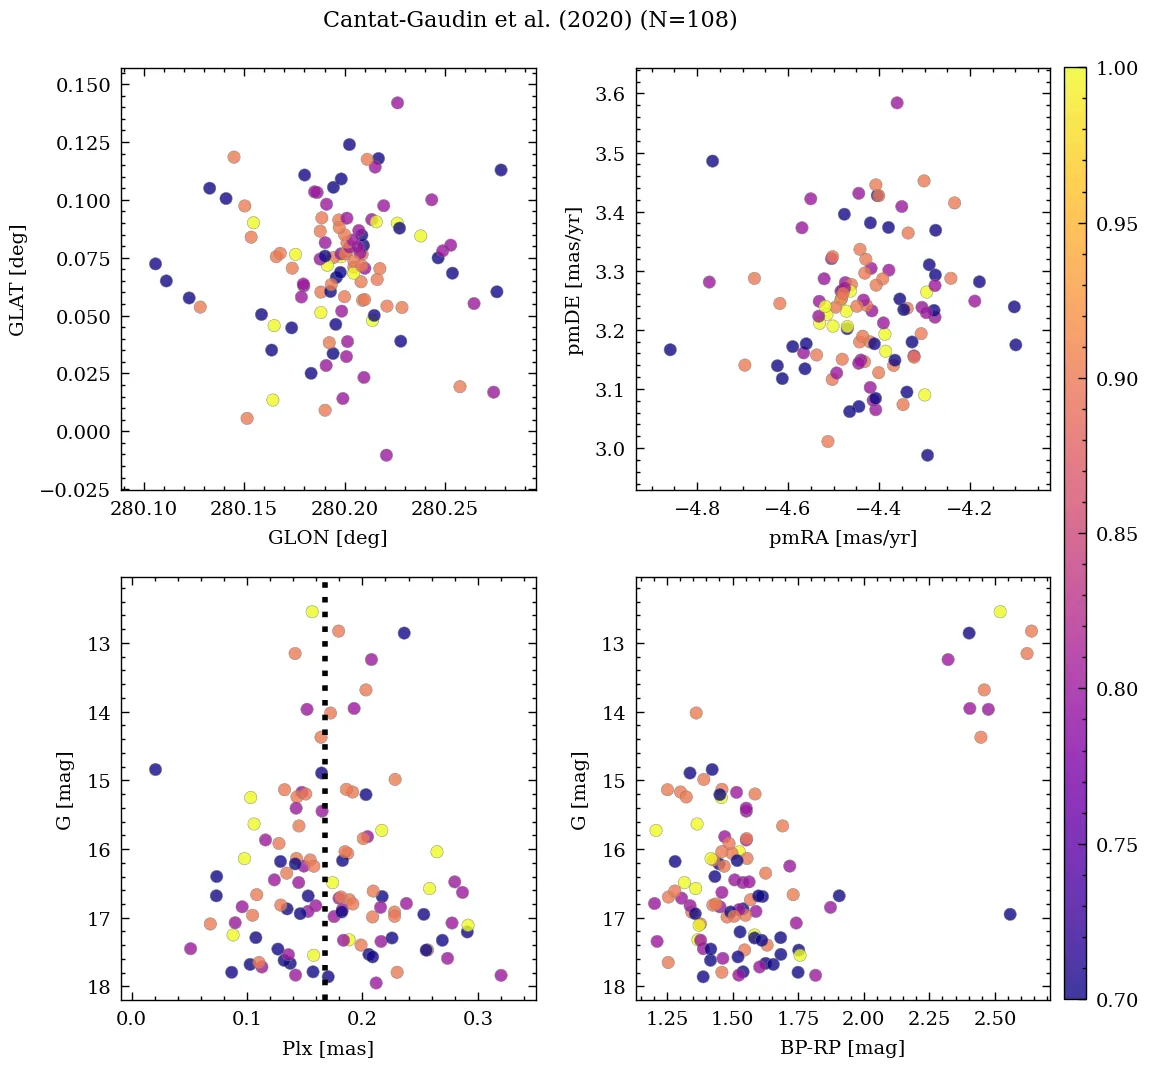 Cantat-Gaudin et al. (2020) (N=108)
0.150
0.125
0.100
0.075
0.050
0.025
0.000
−0.025
GLAT [deg]
280.10 280.15 280.20 280.25
GLON [deg]
3.6
3.5
3.4
3.3
3.2
3.1
3.0
pmDE [mas/yr]
−4.8 −4.6 −4.4 −4.2
pmRA [mas/yr]
13
14
15
16
17
18
G [mag]
0.0 0.1 0.2 0.3
Plx [mas]
13
14
15
16
17
18
G [mag]
1.25 1.50 1.75 2.00 2.25 2.50
BP-RP [mag]
1.00
0.95
0.90
0.85
0.80
0.75
0.70